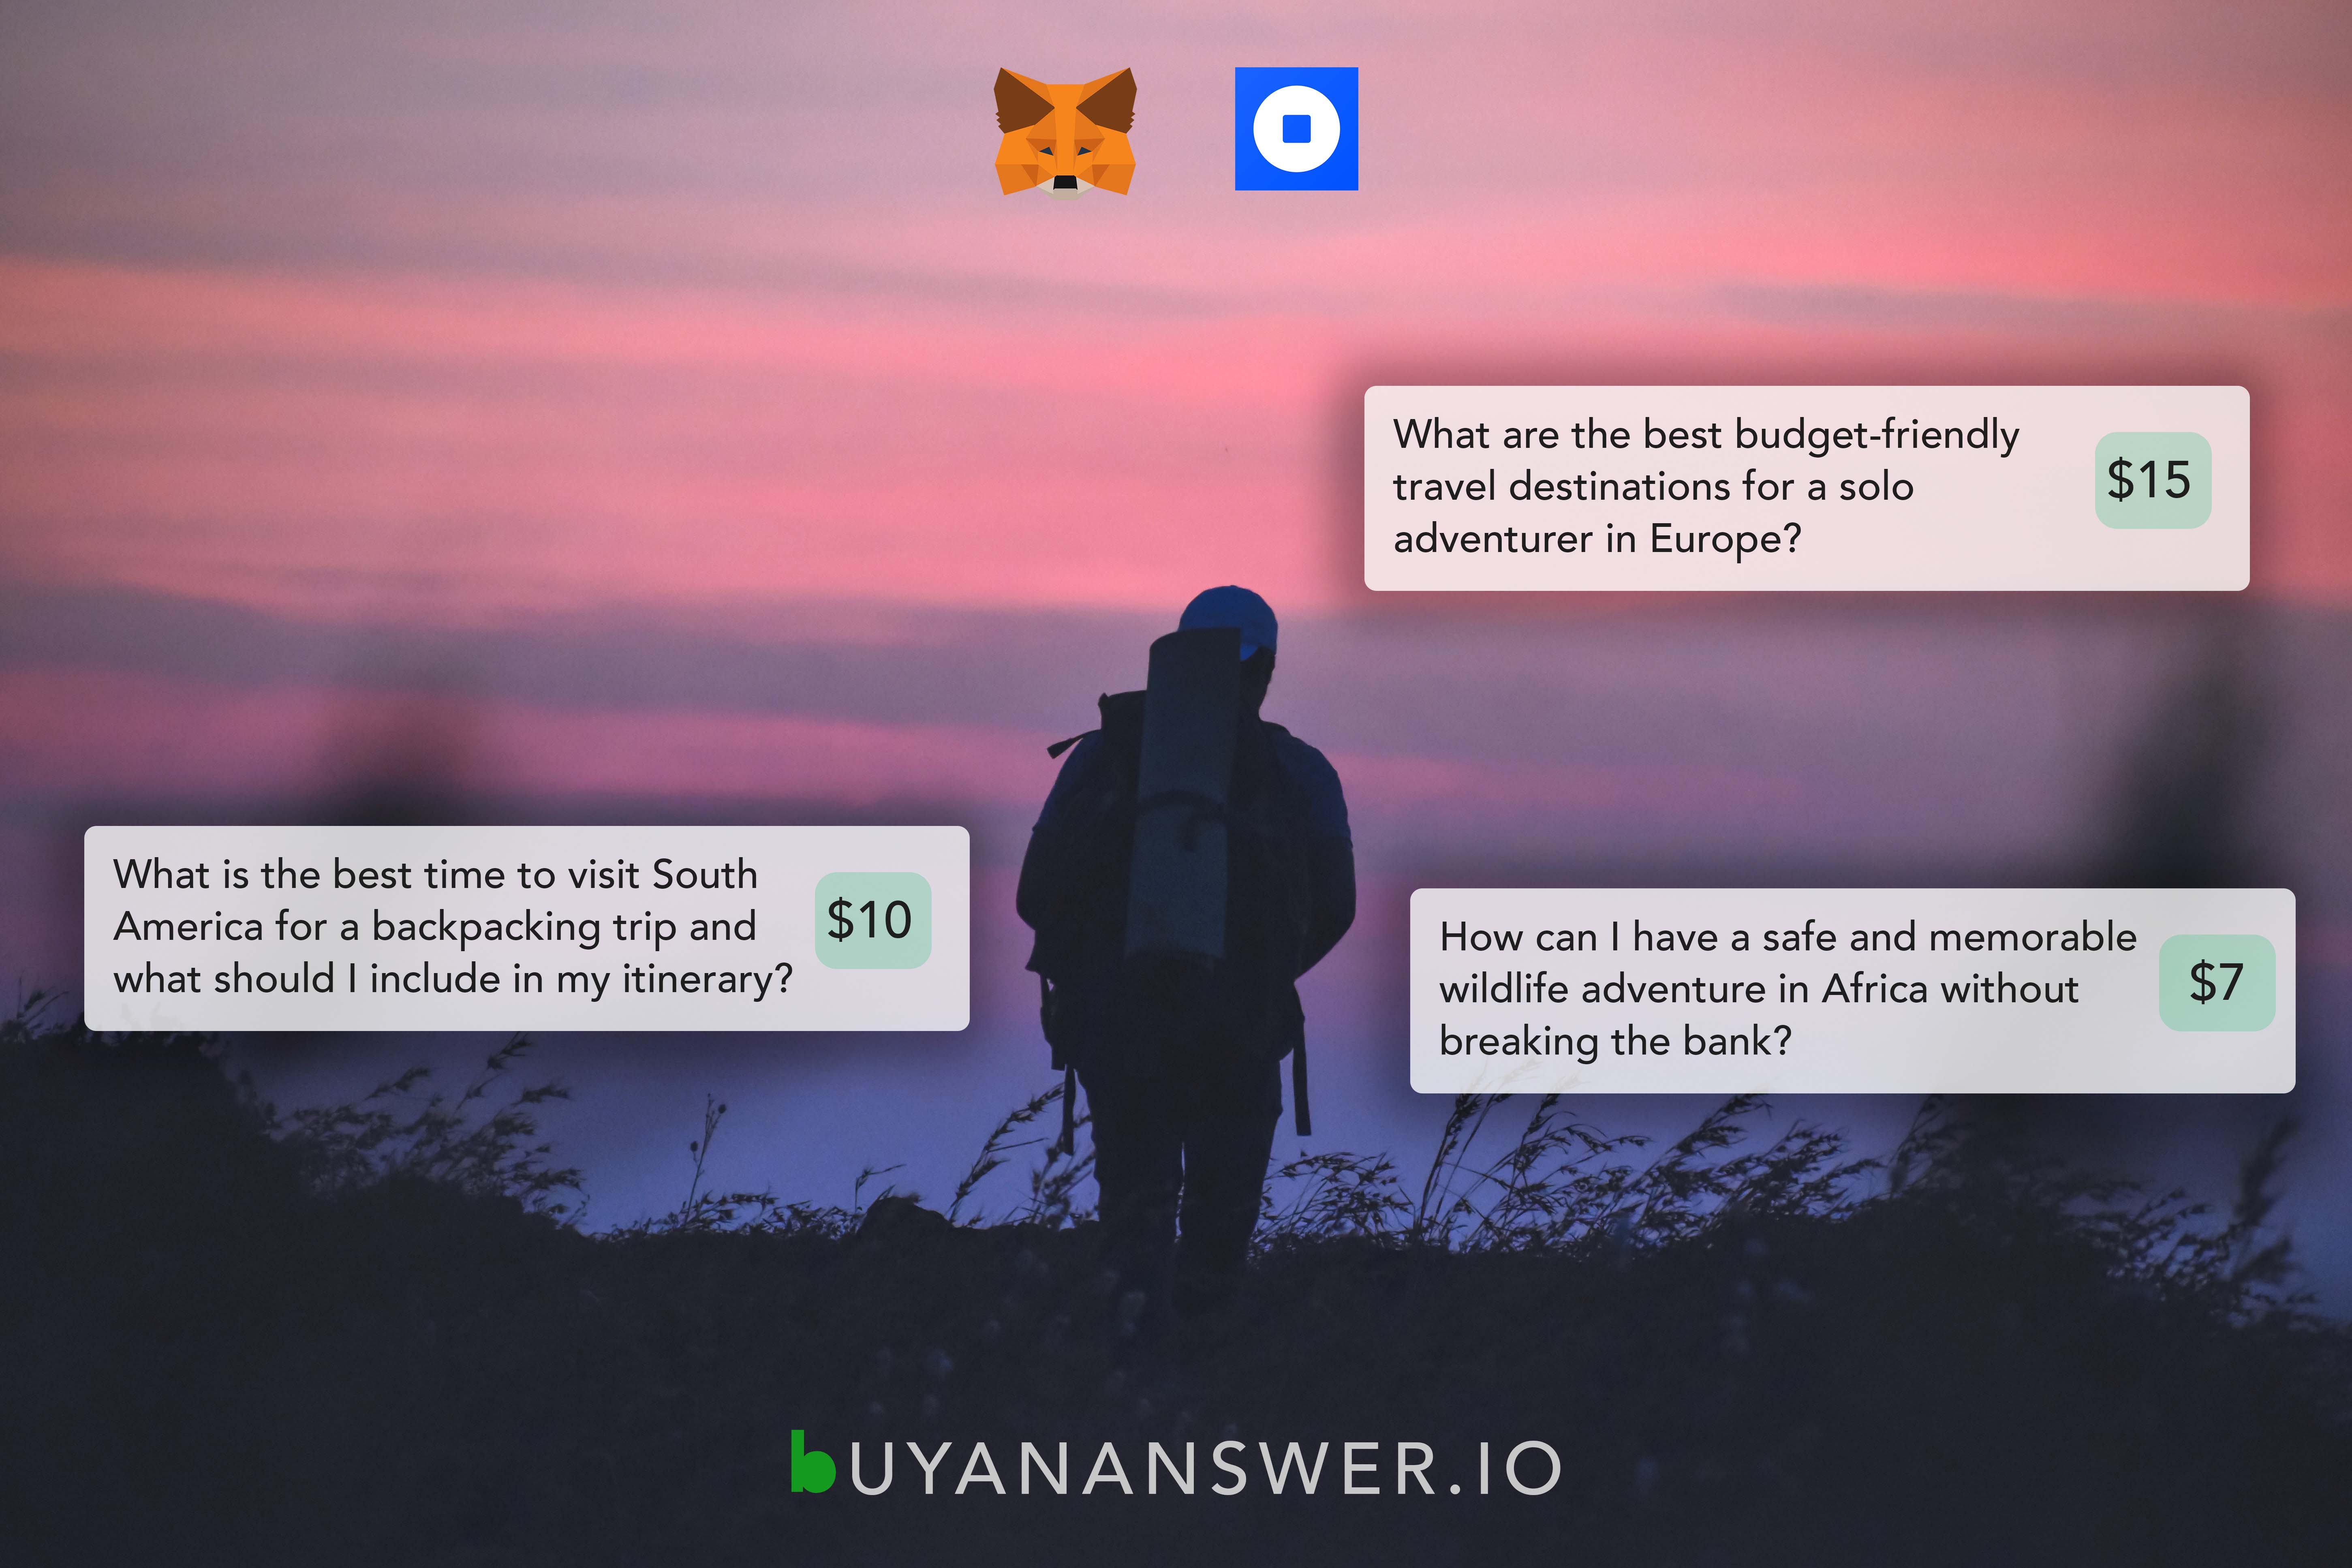 What are the best budget-friendly
travel destinations for a solo
adventurer in Europe?
$15
What is the best time to visit South
America for a backpacking trip and
what should I include in my itinerary?
$10
How can I have a safe and memorable
wildlife adventure in Africa without
breaking the bank?
$7
bUYANANSWER.IO